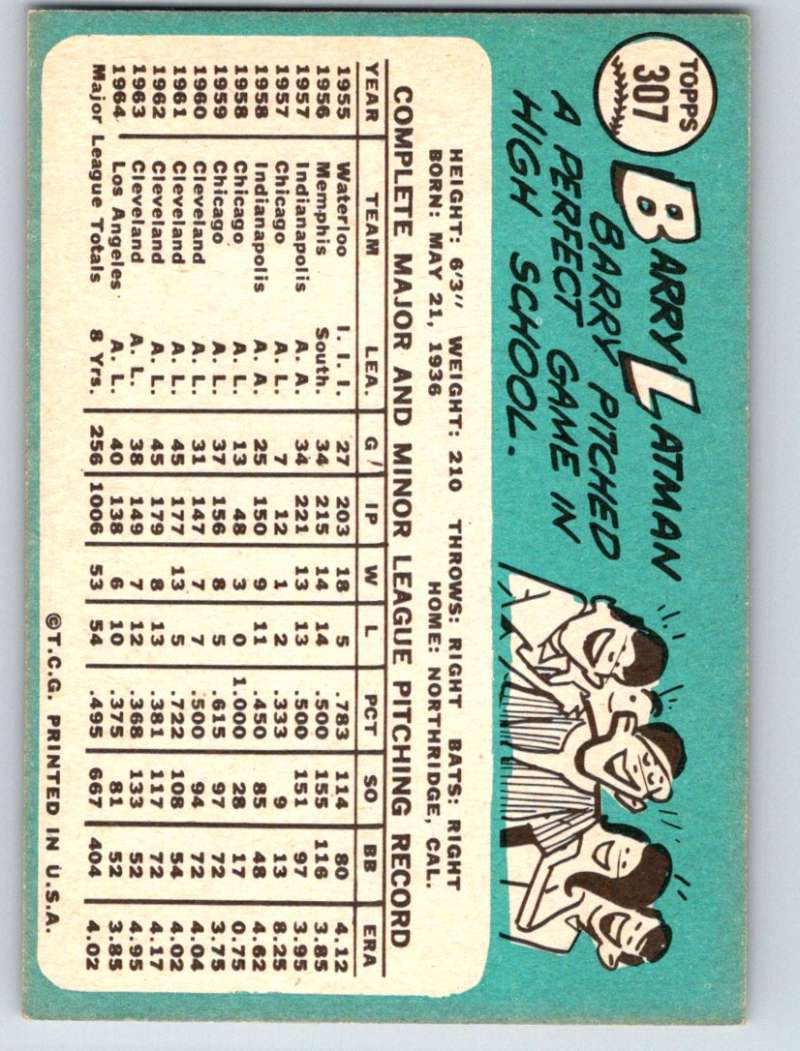 TOPPS
307
BARRY LATMAN
BARRY PITCHED
A PERFECT GAME IN
HIGH SCHOOL.
HEIGHT: 6'3" WEIGHT: 210 THROWS: RIGHT BATS: RIGHT
BORN: MAY 21, 1936 HOME: NORTHRIDGE, CAL.
COMPLETE MAJOR AND MINOR LEAGUE PITCHING RECORD
YEAR TEAM LEA. G IP W L PCT SO BB ERA
1955 Waterloo I. I. I. 27 203 18 5 .783 114 80 4.12
1956 Memphis South. 34 215 14 14 .500 155 116 3.85
1957 Indianapolis A. A. 34 221 13 13 .500 151 97 3.95
1957 Chicago A. L. 7 12 1 2 .333 9 13 8.25
1958 Indianapolis A. A. 25 150 9 11 .450 85 48 4.62
1958 Chicago A. L. 13 48 3 0 1.000 28 17 0.75
1959 Chicago A. L. 37 156 8 5 .615 97 72 3.75
1960 Cleveland A. L. 31 147 7 7 .500 94 72 4.04
1961 Cleveland A. L. 45 177 13 5 .722 108 54 4.02
1962 Cleveland A. L. 45 179 8 13 .381 117 72 4.17
1963 Cleveland A. L. 38 149 7 12 .368 133 52 4.95
1964 Los Angeles A. L. 40 138 6 10 .375 81 52 3.85
Major League Totals 8 Yrs. 256 1006 53 54 .495 667 404 4.02
©T.C.G. PRINTED IN U.S.A.